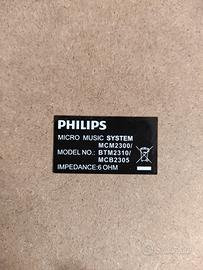 PHILIPS
MICRO MUSIC SYSTEM
MCM2300/
MODEL NO.: BTM2310/
MCB2305
IMPEDANCE:6 OHM